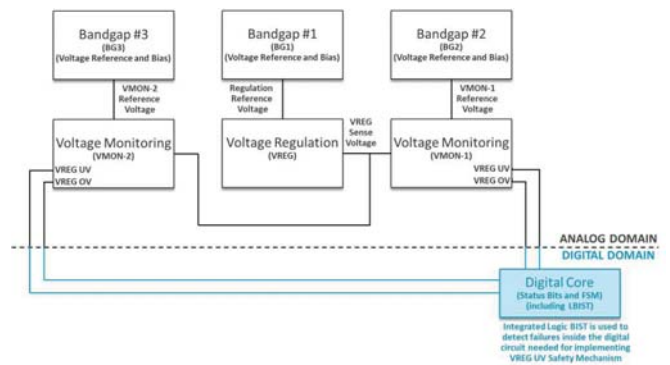 Bandgap #3
(BG3)
(Voltage Reference and Bias)
Bandgap #1
(BG1)
(Voltage Reference and Bias)
Bandgap #2
(BG2)
(Voltage Reference and Bias)
VMON-2
Reference
Voltage
Regulation
Reference
Voltage
VMON-1
Reference
Voltage
Voltage Monitoring
(VMON-2)
VREG UV
VREG OV
Voltage Regulation
(VREG)
VREG
Sense
Voltage
Voltage Monitoring
(VMON-1)
VREG UV
VREG OV
ANALOG DOMAIN
DIGITAL DOMAIN
Digital Core
(Status Bits and FSM)
(including LBIST)
Integrated Logic BIST is used to
detect failures inside the digital
circuit needed for implementing
VREG UV Safety Mechanism